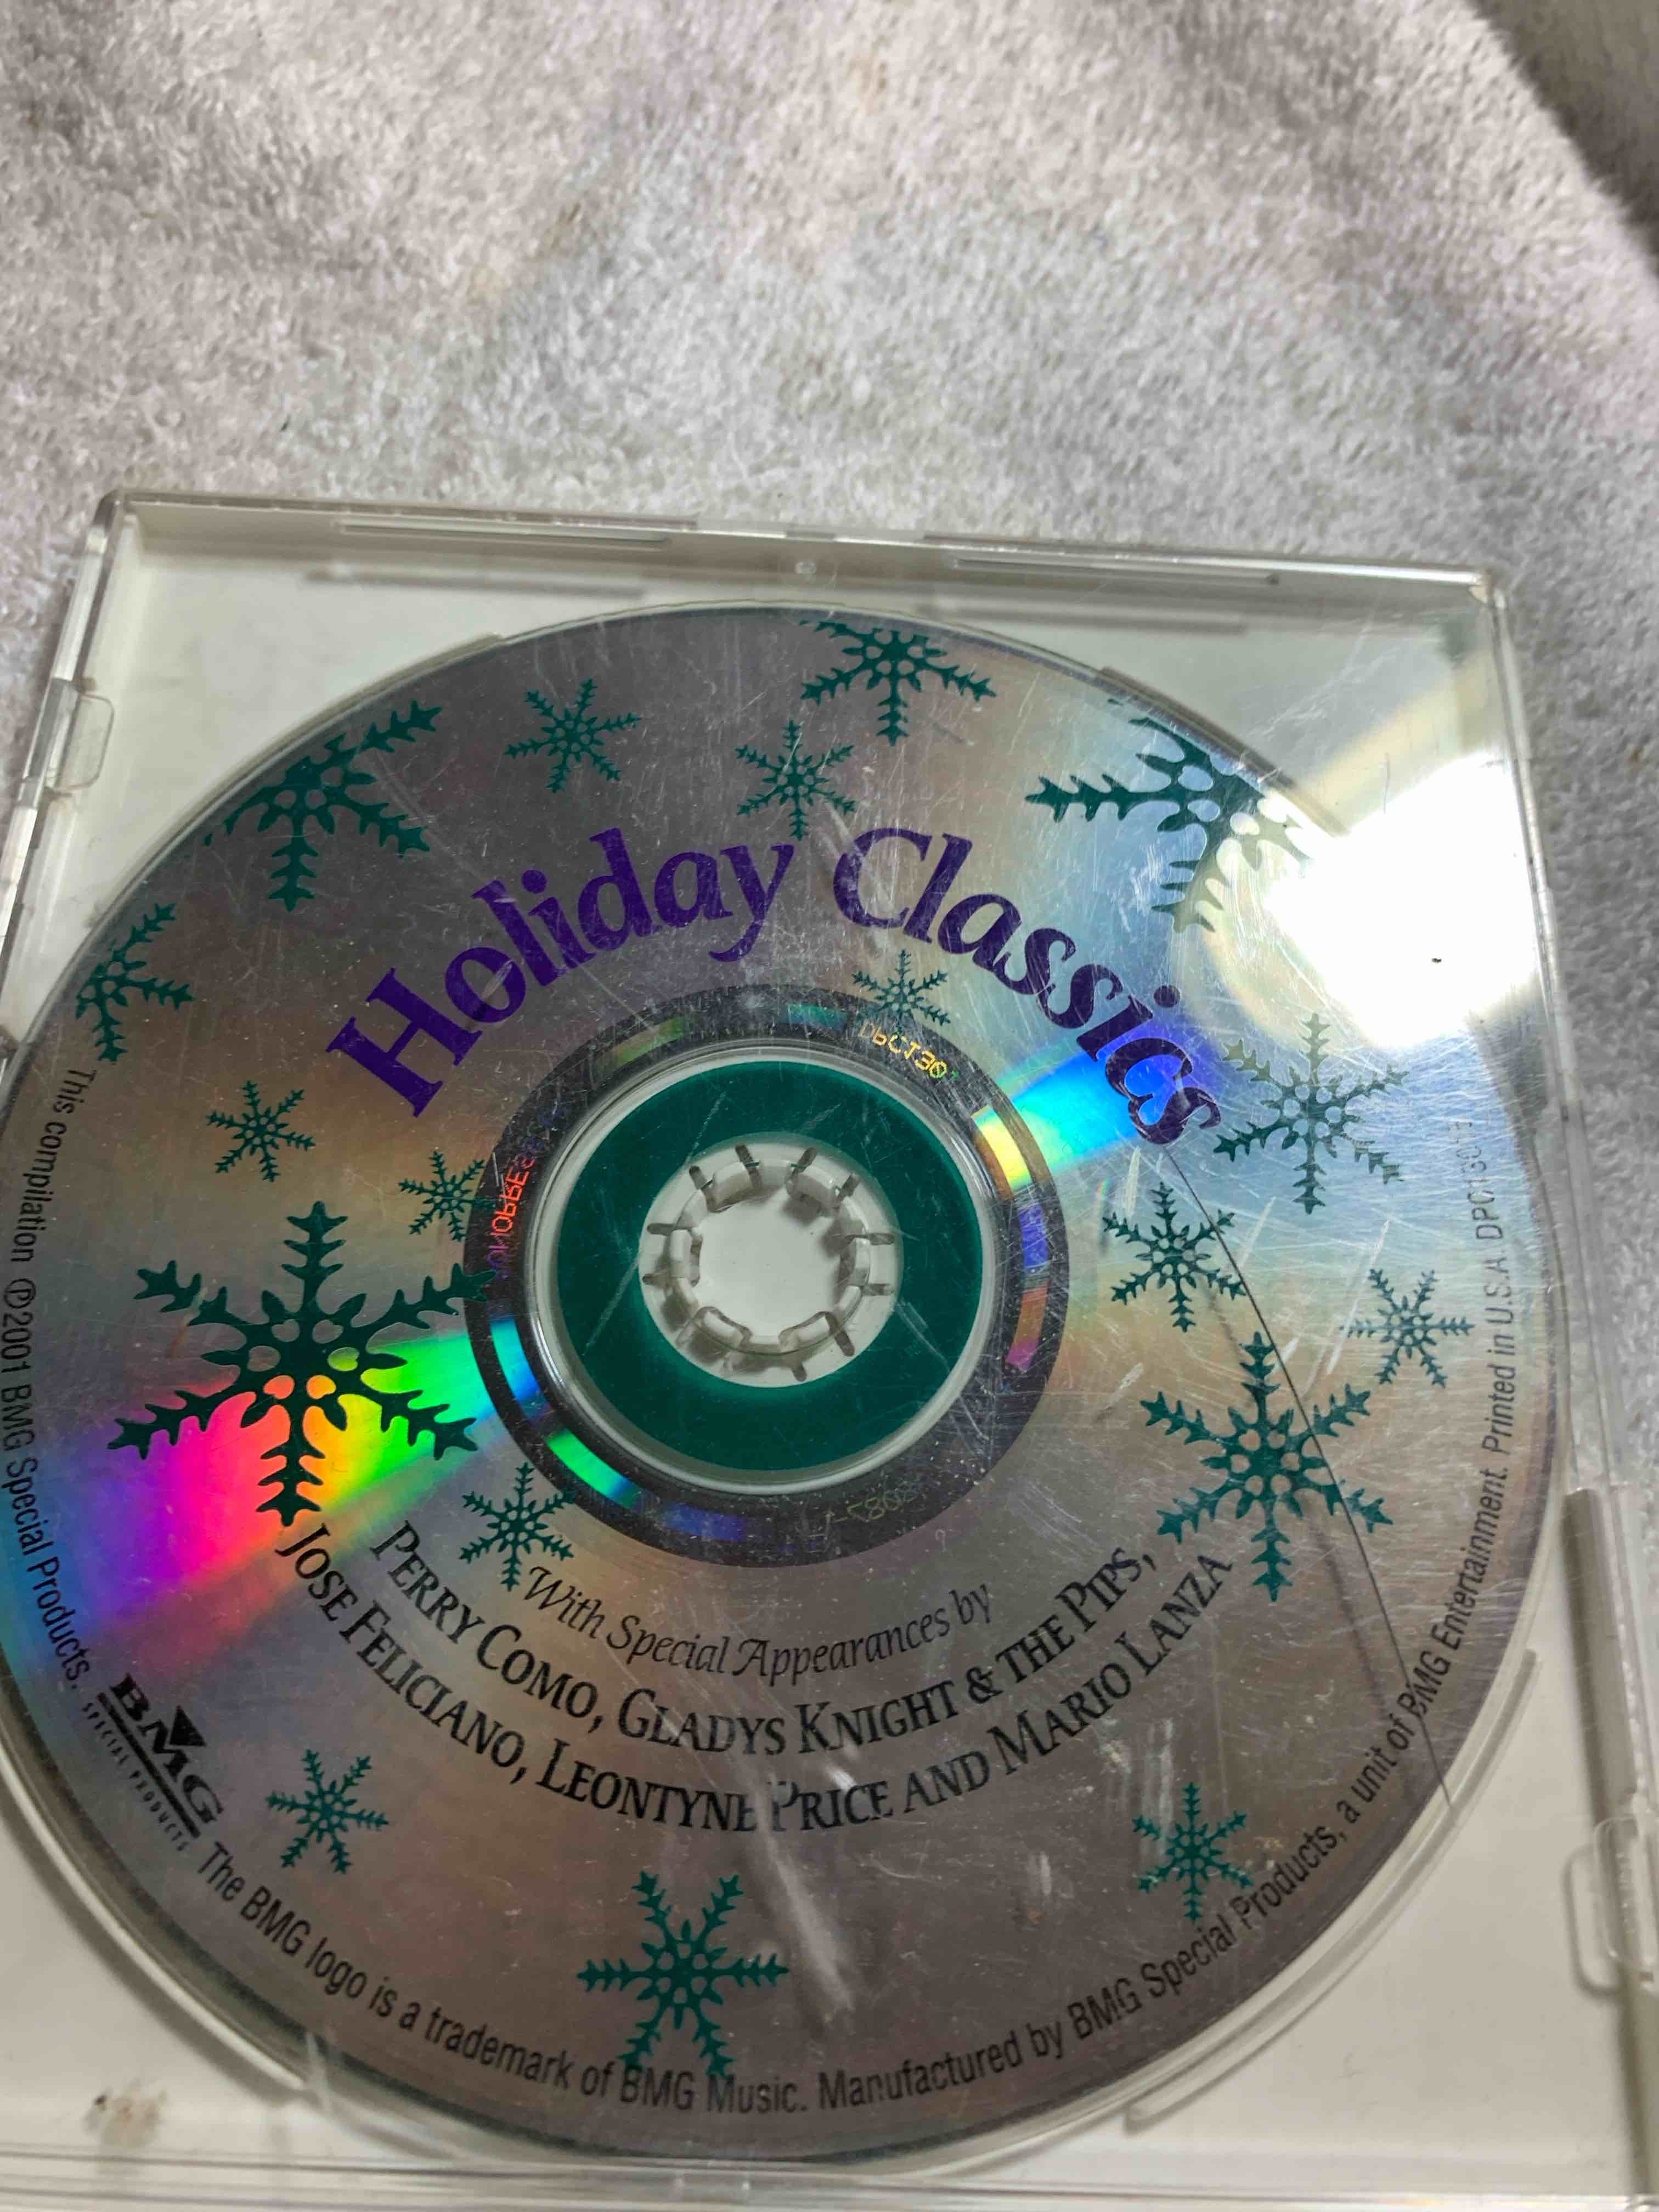 Holiday Classics
With Special Appearances by
PERRY COMO, GLADYS KNIGHT & THE PIPS,
JOSE FELICIANO, LEONTYNE PRICE AND MARIO LANZA
This compilation ℗2001 BMG Special Products.
BMG
SPECIAL PRODUCTS
The BMG logo is a trademark of BMG Music. Manufactured by BMG Special Products, a unit of BMG Entertainment. Printed in U.S.A.